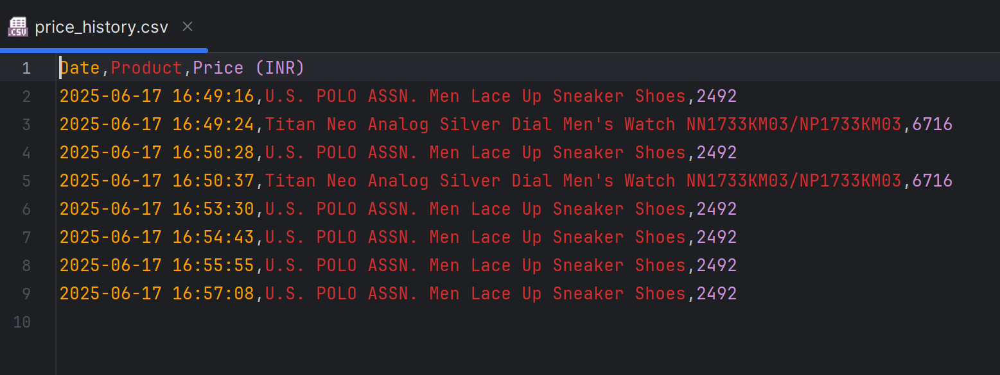 .CSV price_history.csv ×
1 Date,Product,Price (INR)
2 2025-06-17 16:49:16,U.S. POLO ASSN. Men Lace Up Sneaker Shoes,2492
3 2025-06-17 16:49:24,Titan Neo Analog Silver Dial Men's Watch NN1733KM03/NP1733KM03,6716
4 2025-06-17 16:50:28,U.S. POLO ASSN. Men Lace Up Sneaker Shoes,2492
5 2025-06-17 16:50:37,Titan Neo Analog Silver Dial Men's Watch NN1733KM03/NP1733KM03,6716
6 2025-06-17 16:53:30,U.S. POLO ASSN. Men Lace Up Sneaker Shoes,2492
7 2025-06-17 16:54:43,U.S. POLO ASSN. Men Lace Up Sneaker Shoes,2492
8 2025-06-17 16:55:55,U.S. POLO ASSN. Men Lace Up Sneaker Shoes,2492
9 2025-06-17 16:57:08,U.S. POLO ASSN. Men Lace Up Sneaker Shoes,2492
10